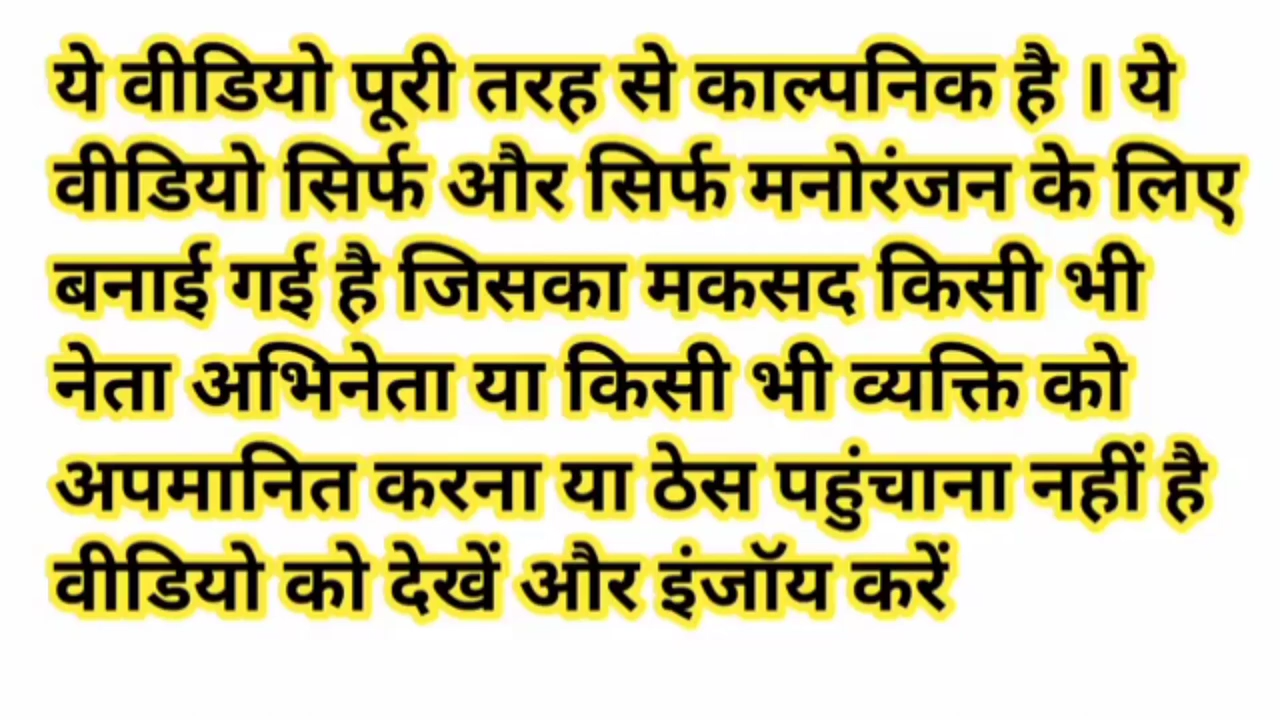 ये वीडियो पूरी तरह से काल्पनिक है । ये
वीडियो सिर्फ और सिर्फ मनोरंजन के लिए
बनाई गई है जिसका मकसद किसी भी
नेता अभिनेता या किसी भी व्यक्ति को
अपमानित करना या ठेस पहुंचाना नहीं है
वीडियो को देखें और इंजॉय करें